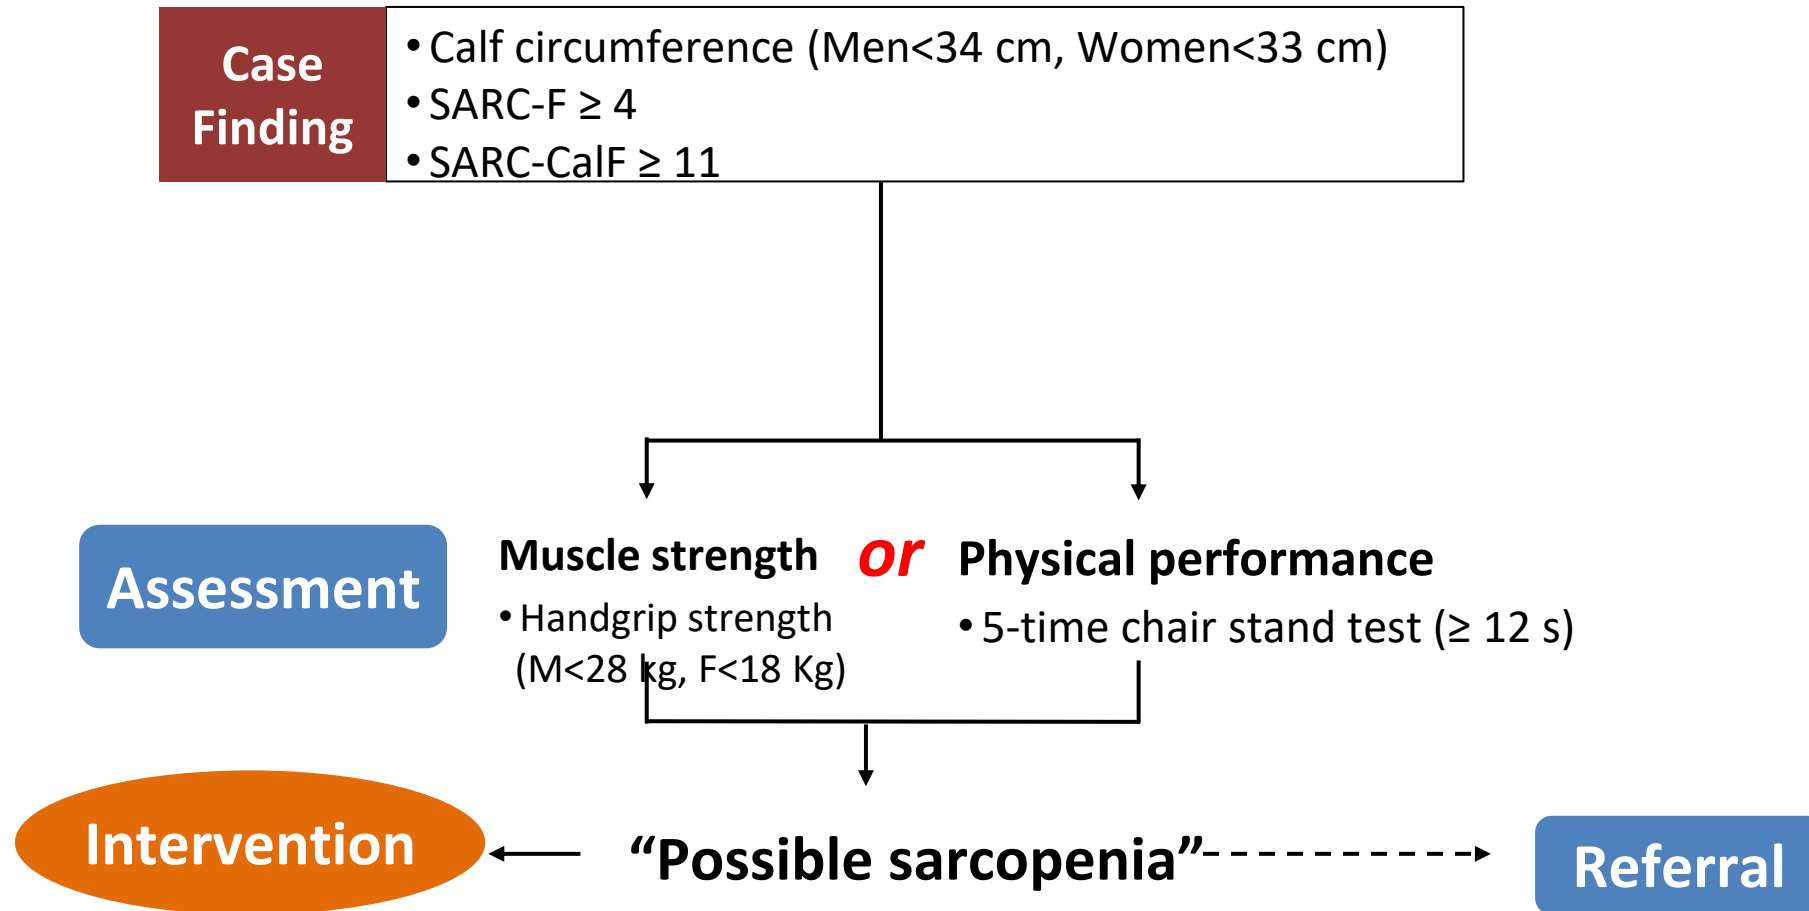 Case
Finding
• Calf circumference (Men<34 cm, Women<33 cm)
• SARC-F ≥ 4
• SARC-CalF ≥ 11
Assessment
Muscle strength
• Handgrip strength
(M<28 kg, F<18 Kg)
or
Physical performance
• 5-time chair stand test (≥ 12 s)
Intervention
“Possible sarcopenia”
Referral